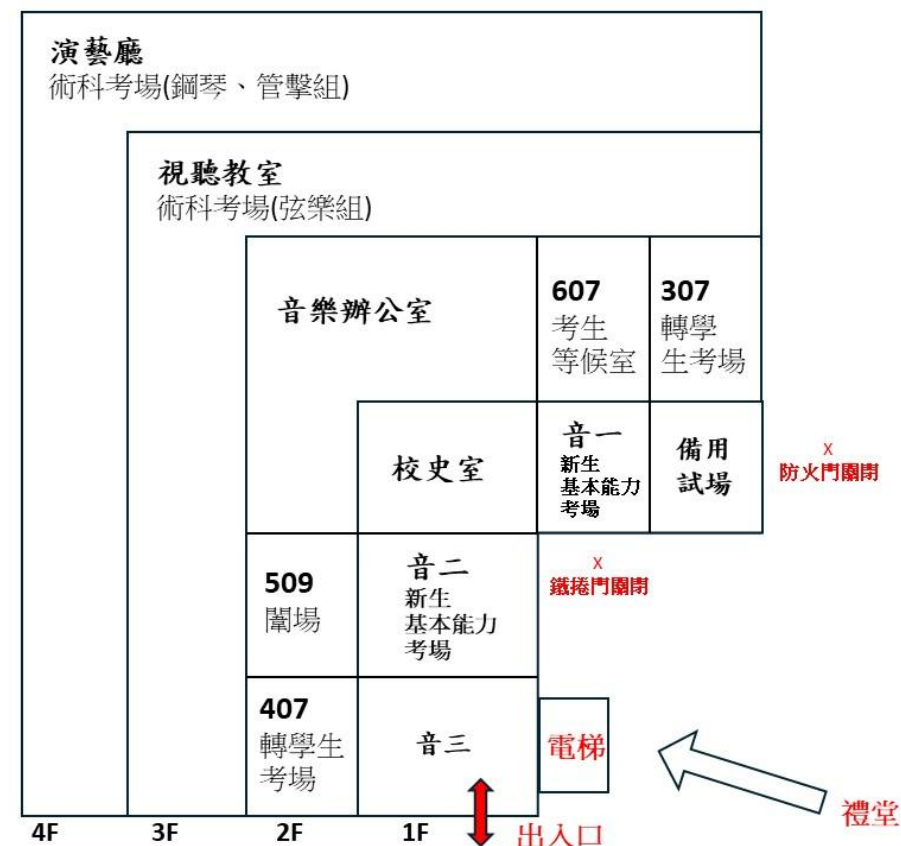 演藝廳
術科考場(鋼琴、管擊組)
視聽教室
術科考場(弦樂組)
音樂辦公室
607
考生
等候室
307
轉學
生考場
校史室
音一
新生
基本能力
考場
備用
試場
X
防火門關閉
509
闈場
音二
新生
基本能力
考場
X
鐵捲門關閉
407
轉學生
考場
音三
電梯
禮堂
4F
3F
2F
1F
出入口